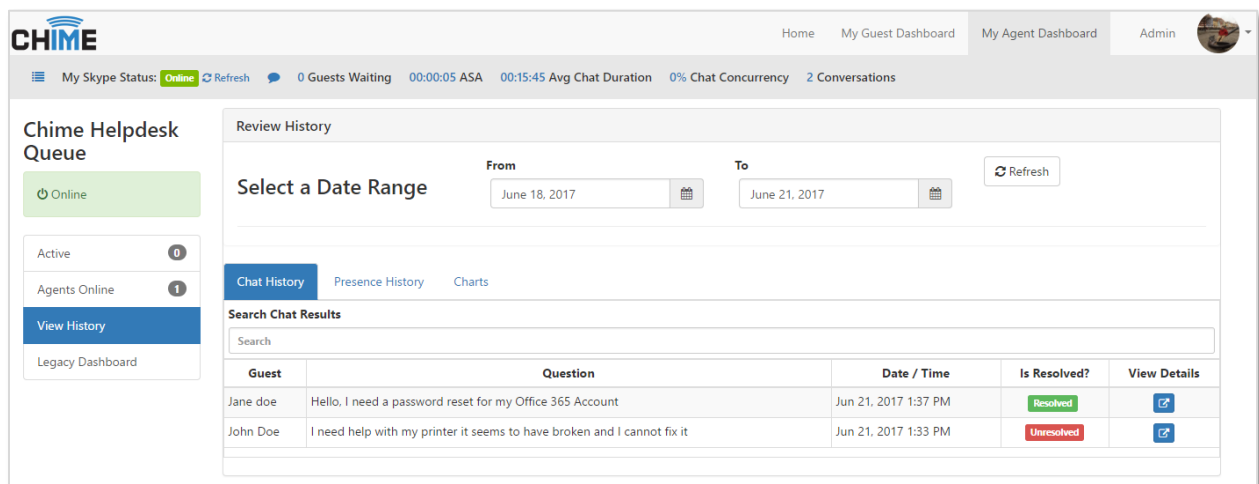 CHIME
Home My Guest Dashboard My Agent Dashboard Admin
My Skype Status: Online Refresh 0 Guests Waiting 00:00:05 ASA 00:15:45 Avg Chat Duration 0% Chat Concurrency 2 Conversations
Chime Helpdesk
Queue
Online
Active 0
Agents Online 1
View History
Legacy Dashboard
Review History
Select a Date Range
From
June 18, 2017
To
June 21, 2017
Refresh
Chat History Presence History Charts
Search Chat Results
Search
Guest Question Date / Time Is Resolved? View Details
Jane doe Hello, I need a password reset for my Office 365 Account Jun 21, 2017 1:37 PM Resolved
John Doe I need help with my printer it seems to have broken and I cannot fix it Jun 21, 2017 1:33 PM Unresolved